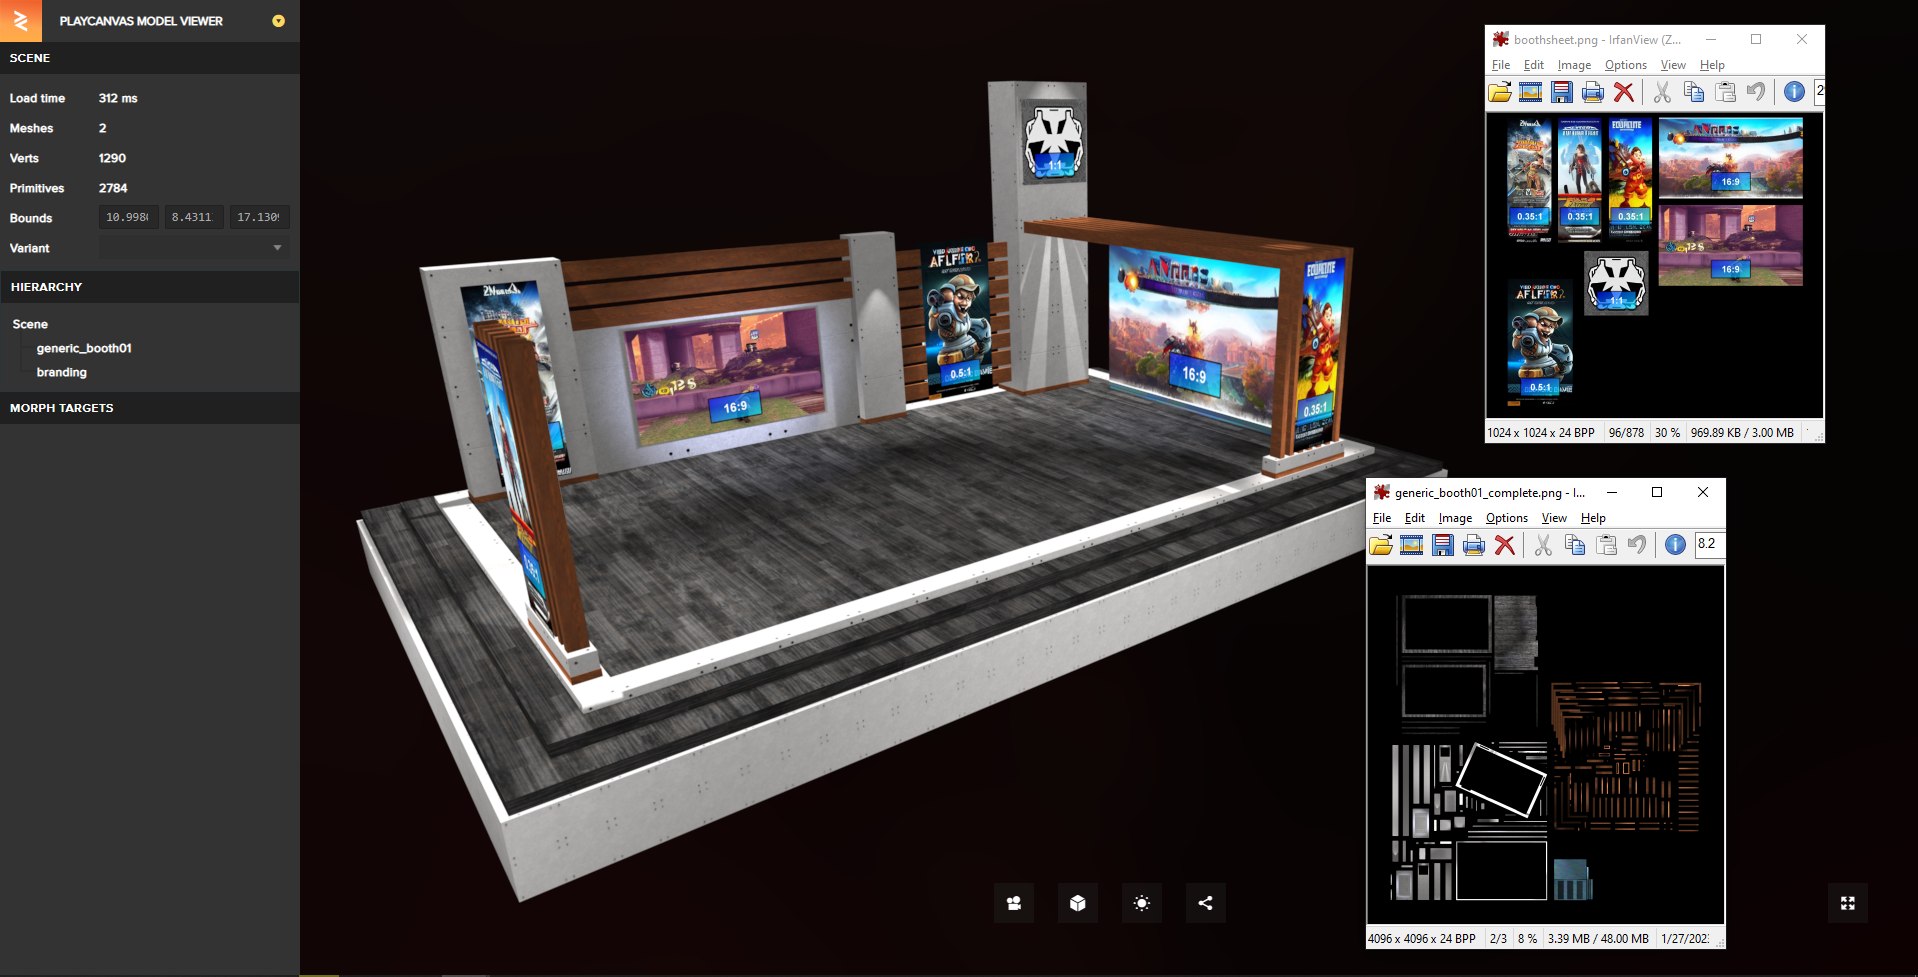 PLAYCANVAS MODEL VIEWER
SCENE
Load time 312 ms
Meshes 2
Verts 1290
Primitives 2784
Bounds 10.998 8.4311 17.130
Variant
HIERARCHY
Scene
generic_booth01
branding
MORPH TARGETS
1:1
16:9
0.5:1
16:9
0.35:1
boothsheet.png - IrfanView (Z...
File Edit Image Options View Help
0.35:1 0.35:1 0.35:1
16:9
16:9
1:1
0.5:1
1024 x 1024 x 24 BPP 96/878 30 % 969.89 KB / 3.00 MB
generic_booth01_complete.png - I...
File Edit Image Options View Help
8.2
4096 x 4096 x 24 BPP 2/3 8 % 3.39 MB / 48.00 MB 1/27/202